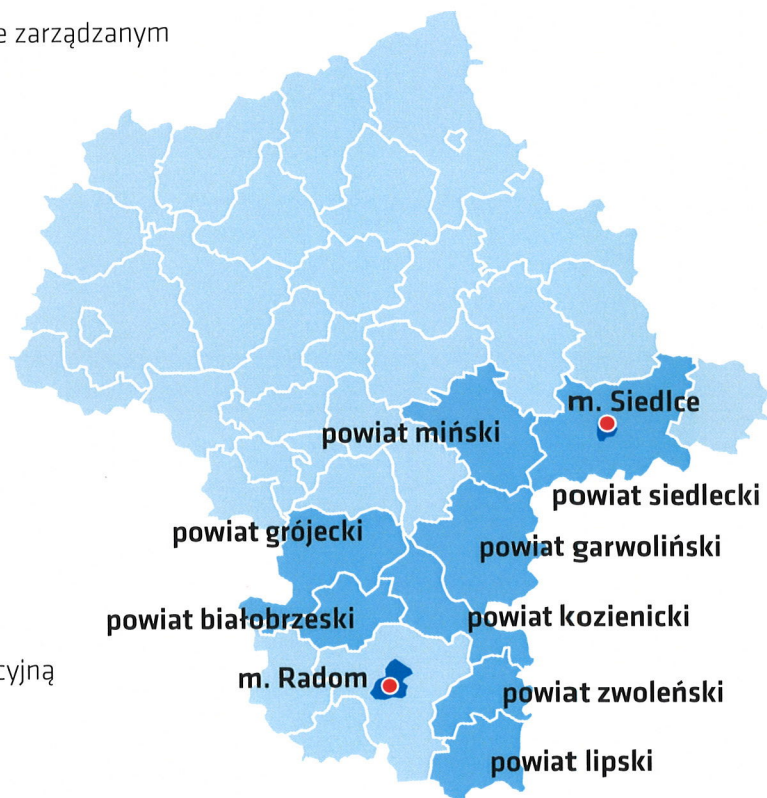 e zarządzanym
m. Siedlce
powiat miński
powiat siedlecki
powiat grójecki
powiat garwoliński
powiat białobrzeski
powiat kozienicki
cyjną
m. Radom
powiat zwoleński
powiat lipski